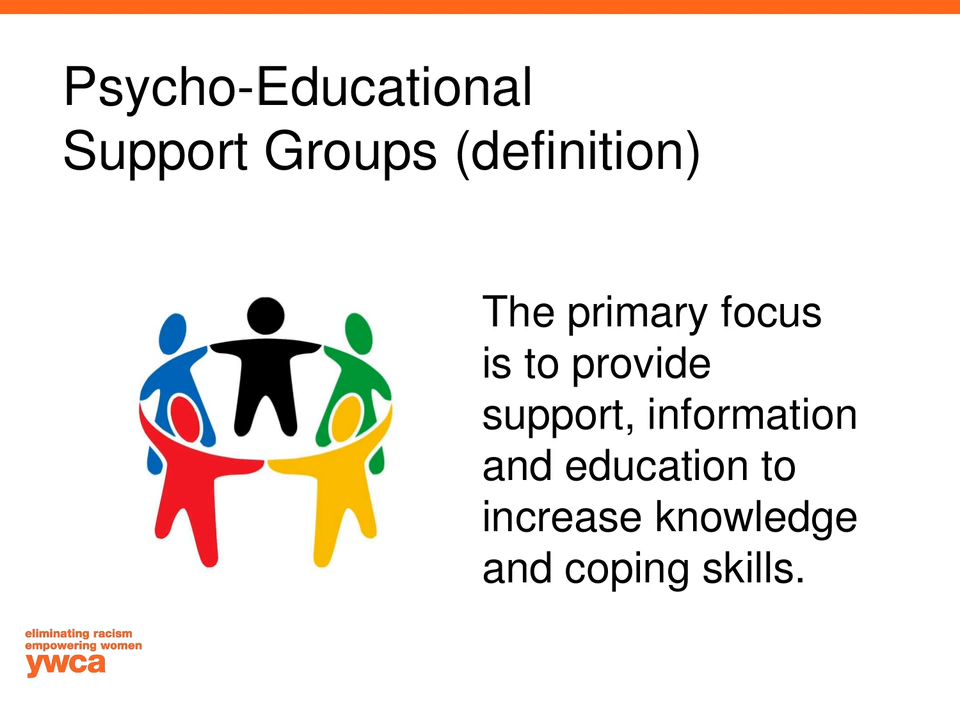 Psycho-Educational
Support Groups (definition)
The primary focus
is to provide
support, information
and education to
increase knowledge
and coping skills.
eliminating racism
empowering women
ywca